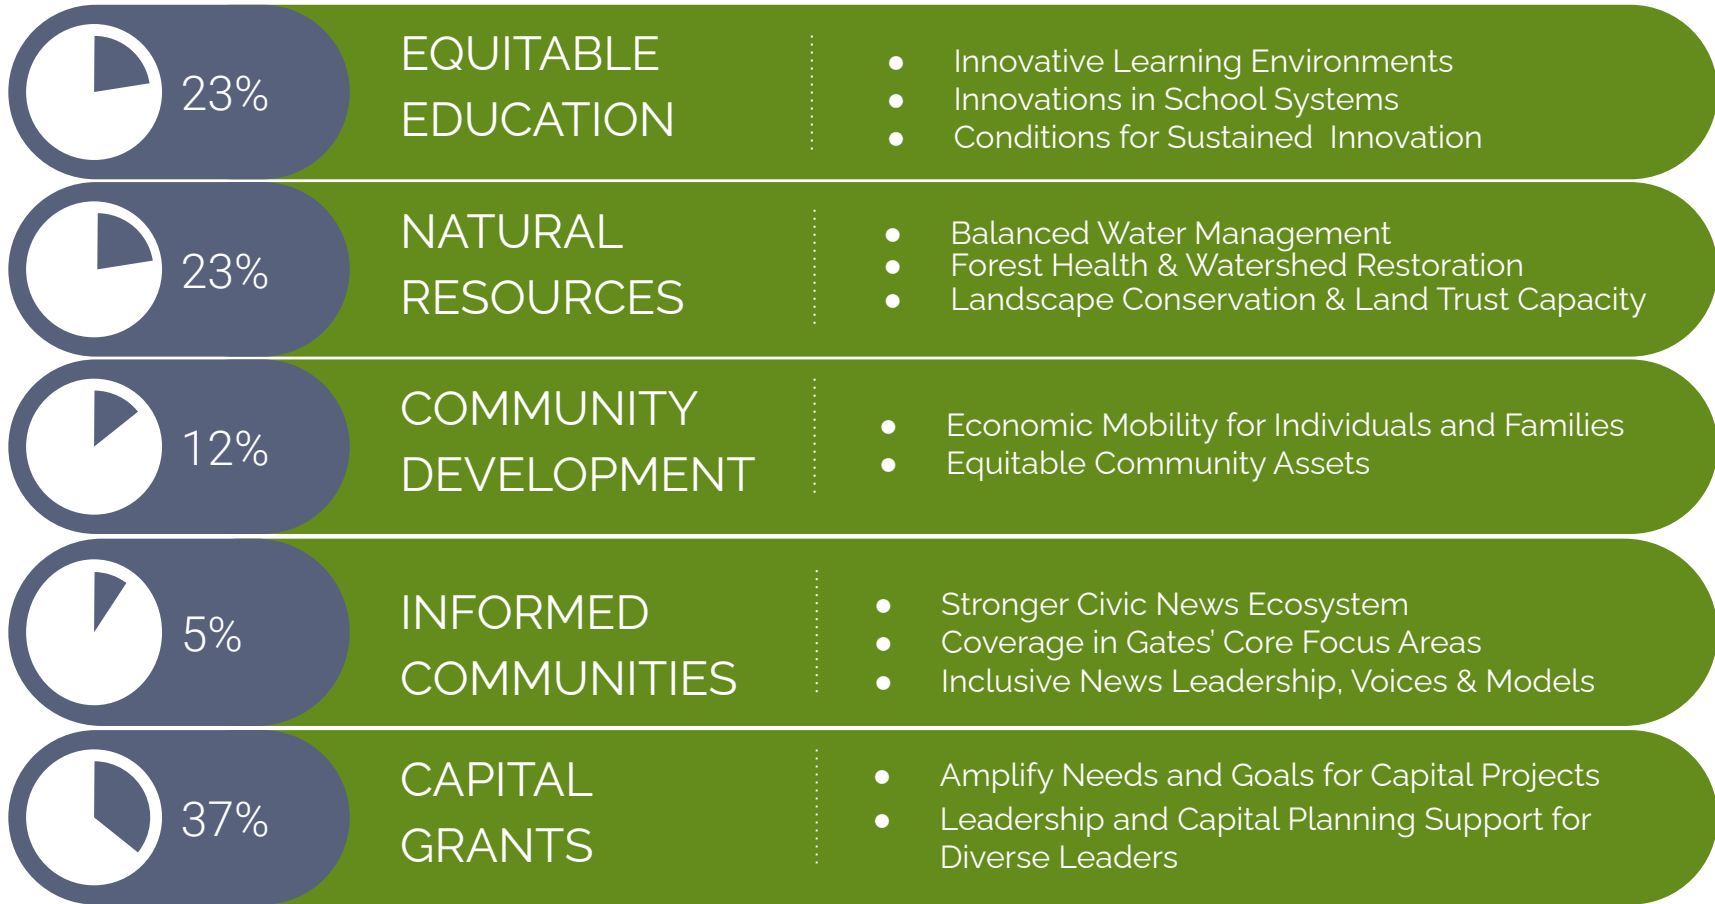 23%
EQUITABLE
EDUCATION
● Innovative Learning Environments
● Innovations in School Systems
● Conditions for Sustained Innovation
23%
NATURAL
RESOURCES
● Balanced Water Management
● Forest Health & Watershed Restoration
● Landscape Conservation & Land Trust Capacity
12%
COMMUNITY
DEVELOPMENT
● Economic Mobility for Individuals and Families
● Equitable Community Assets
5%
INFORMED
COMMUNITIES
● Stronger Civic News Ecosystem
● Coverage in Gates’ Core Focus Areas
● Inclusive News Leadership, Voices & Models
37%
CAPITAL
GRANTS
● Amplify Needs and Goals for Capital Projects
● Leadership and Capital Planning Support for
Diverse Leaders